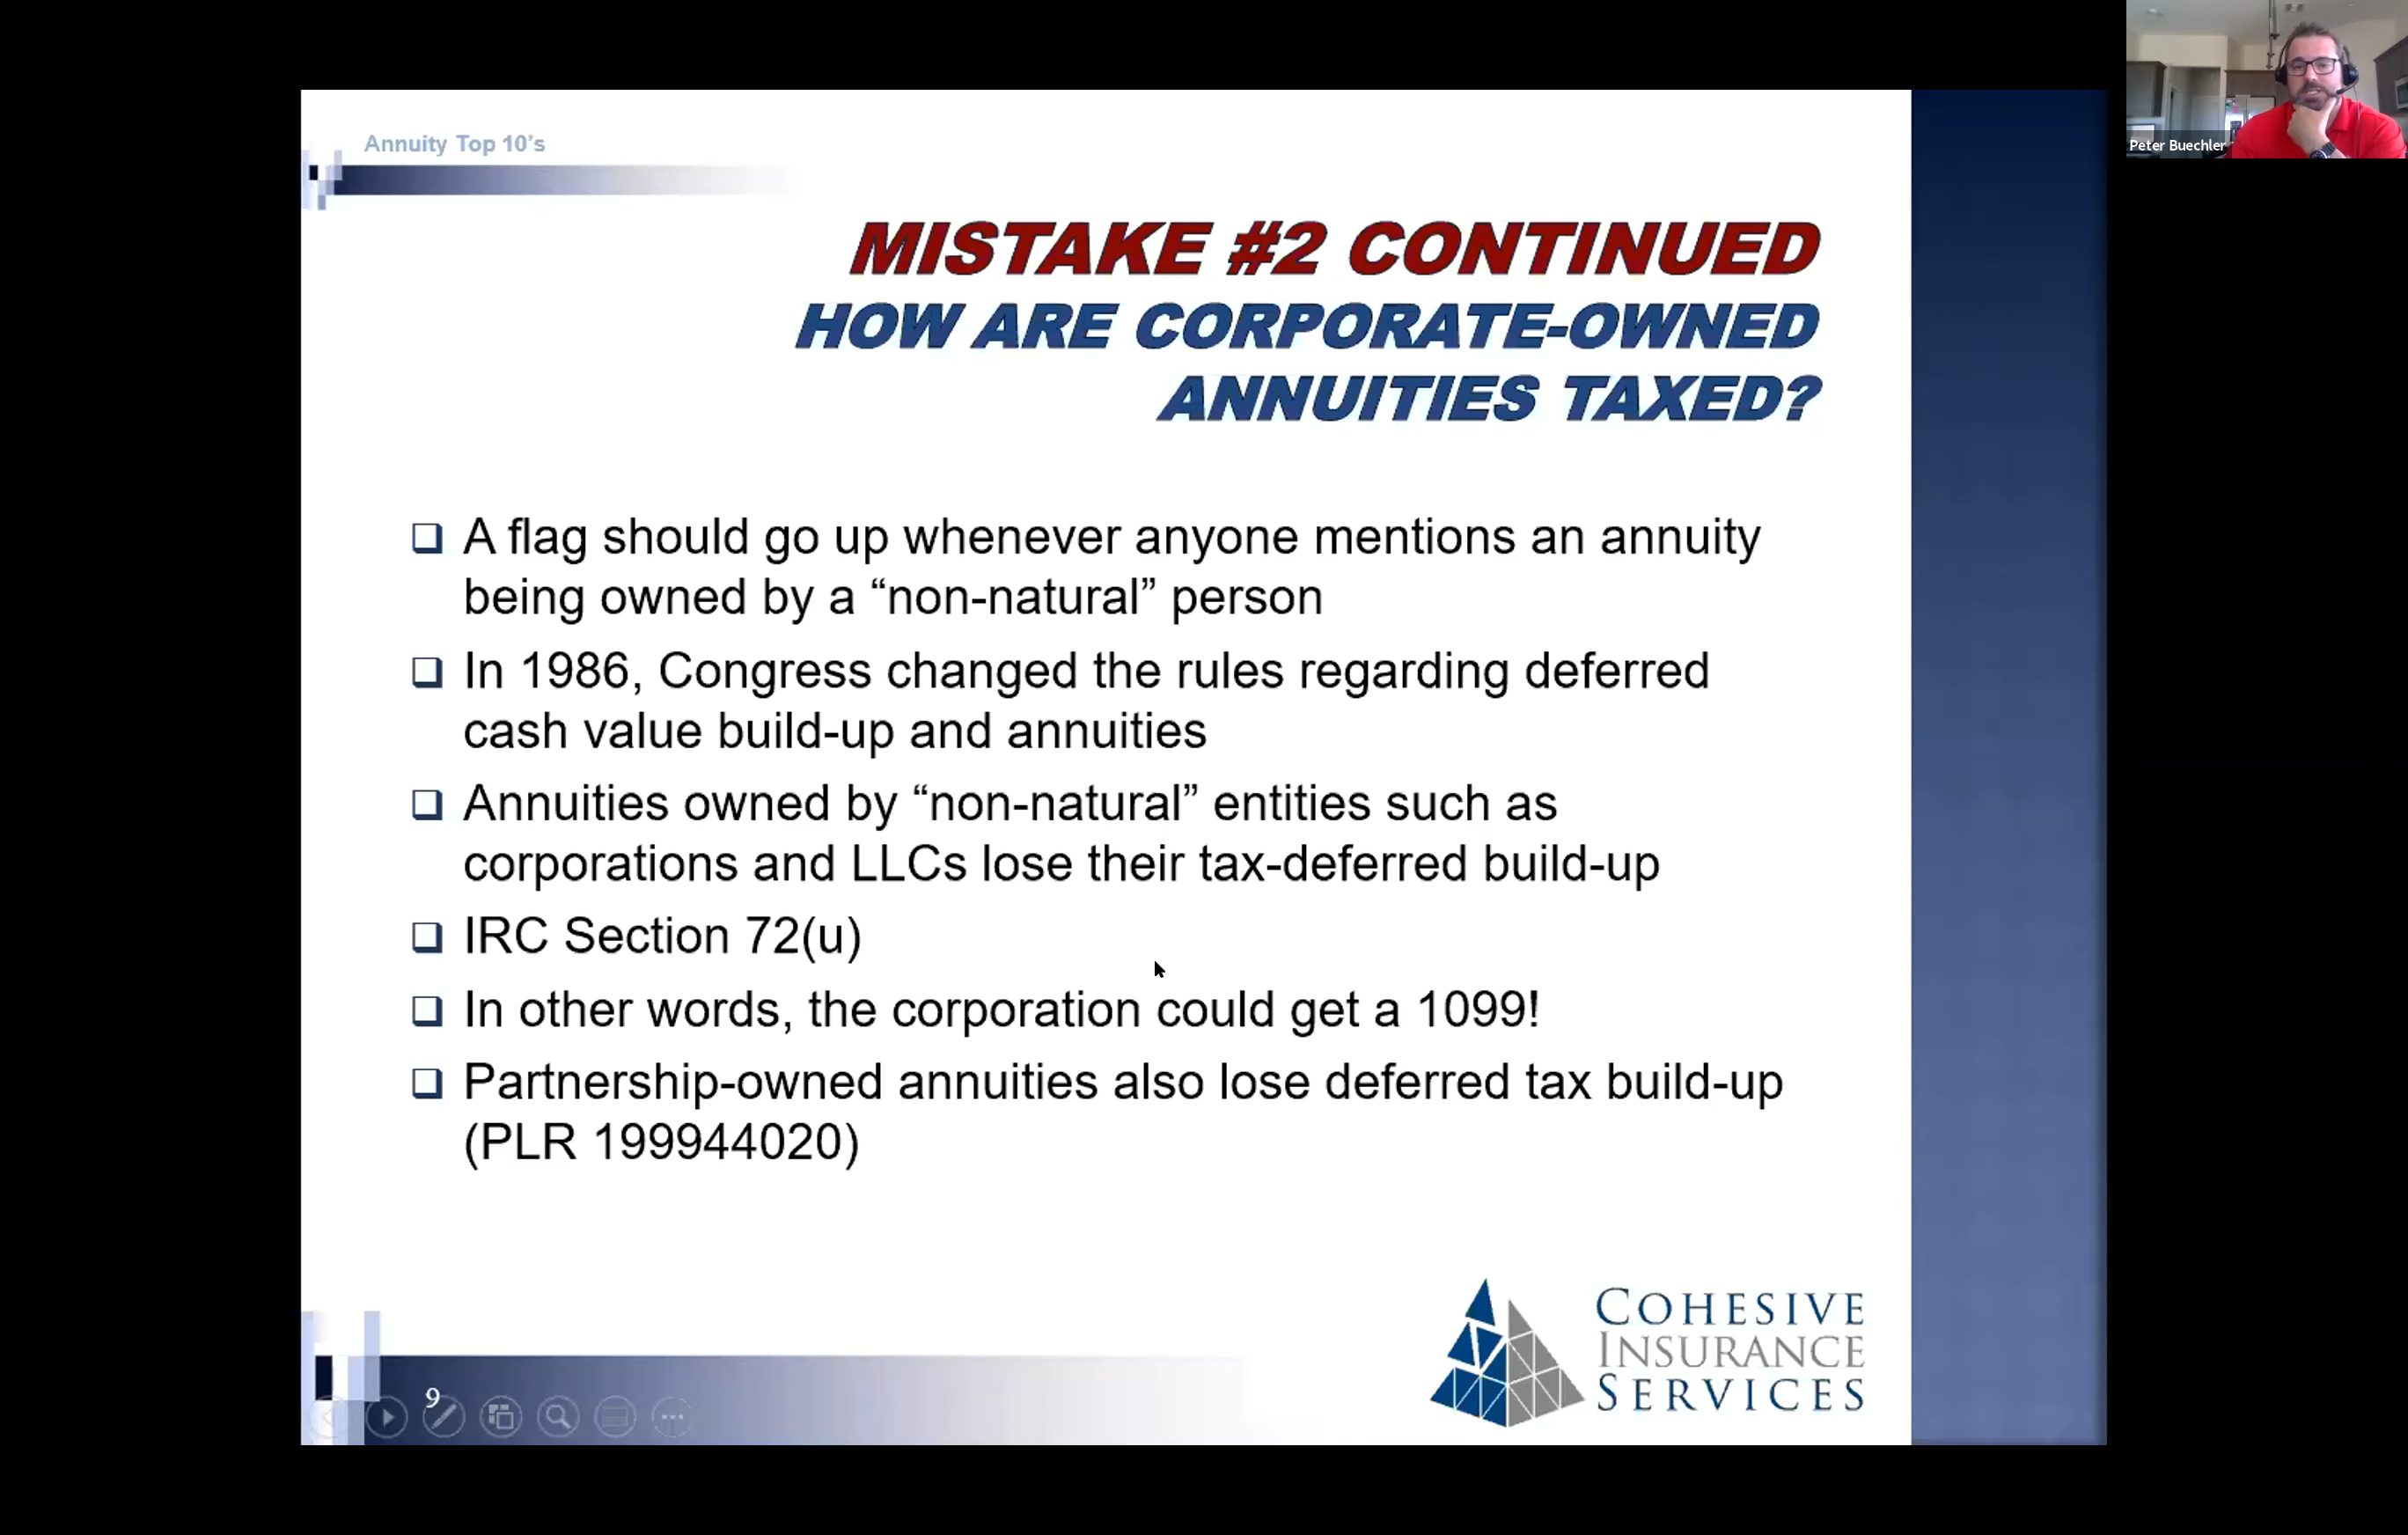 Peter Buechler
Annuity Top 10's
MISTAKE #2 CONTINUED
HOW ARE CORPORATE-OWNED
ANNUITIES TAXED?
A flag should go up whenever anyone mentions an annuity
being owned by a “non-natural” person
In 1986, Congress changed the rules regarding deferred
cash value build-up and annuities
Annuities owned by “non-natural” entities such as
corporations and LLCs lose their tax-deferred build-up
IRC Section 72(u)
In other words, the corporation could get a 1099!
Partnership-owned annuities also lose deferred tax build-up
(PLR 199944020)
COHESIVE
INSURANCE
SERVICES
9